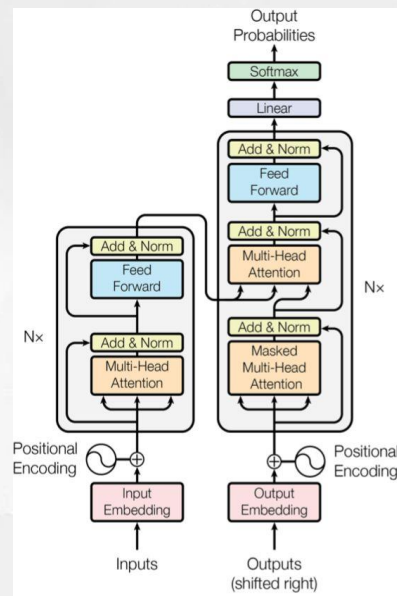 Output
Probabilities
Softmax
Linear
Add & Norm
Feed
Forward
Add & Norm
Multi-Head
Attention
Add & Norm
Masked
Multi-Head
Attention
Nx
Positional
Encoding
Output
Embedding
Outputs
(shifted right)
Add & Norm
Feed
Forward
Add & Norm
Multi-Head
Attention
Nx
Positional
Encoding
Input
Embedding
Inputs